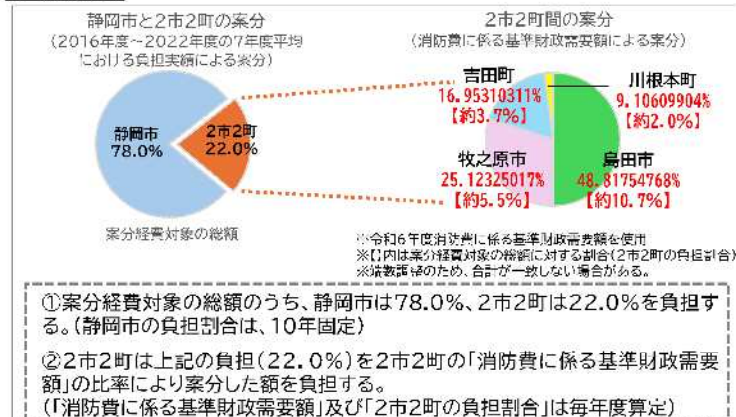 静岡市と2市2町の案分
(2016年度~2022年度の7年度平均
における負担実績による案分)
静岡市
78.0%
2市2町
22.0%
案分経費対象の総額
2市2町間の案分
(消防費に係る基準財政需要額による案分)
吉田町
16.95310311%
【約3.7%】
川根本町
9.10609904%
【約2.0%】
牧之原市
25.12325017%
【約5.5%】
島田市
48.81754768%
【約10.7%】
※令和6年度消防費に係る基準財政需要額を使用
※【】内は案分経費対象の総額に対する割合(2市2町の負担割合)
※端数調整のため、合計が一致しない場合がある。
①案分経費対象の総額のうち、静岡市は78.0%、2市2町は22.0%を負担す
る。(静岡市の負担割合は、10年固定)
②2市2町は上記の負担(22.0%)を2市2町の「消防費に係る基準財政需要
額」の比率により案分した額を負担する。
(「消防費に係る基準財政需要額」及び「2市2町の負担割合」は毎年度算定)